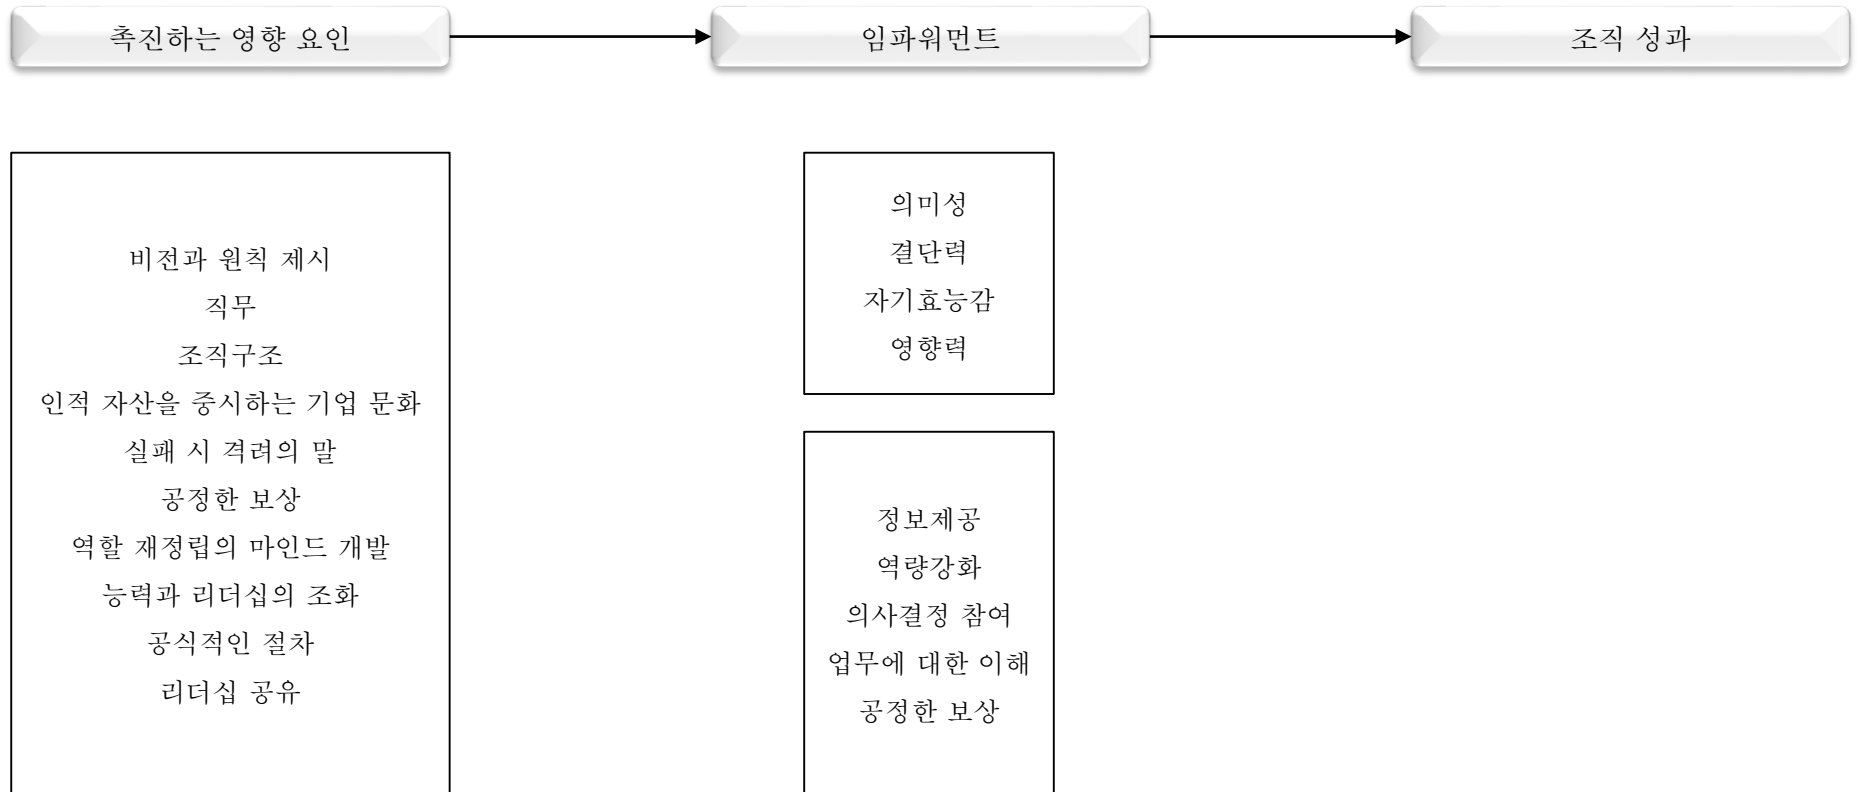 촉진하는 영향 요인
임파워먼트
조직 성과
비전과 원칙 제시
직무
조직구조
인적 자산을 중시하는 기업 문화
실패 시 격려의 말
공정한 보상
역할 재정립의 마인드 개발
능력과 리더십의 조화
공식적인 절차
리더십 공유
의미성
결단력
자기효능감
영향력
정보제공
역량강화
의사결정 참여
업무에 대한 이해
공정한 보상